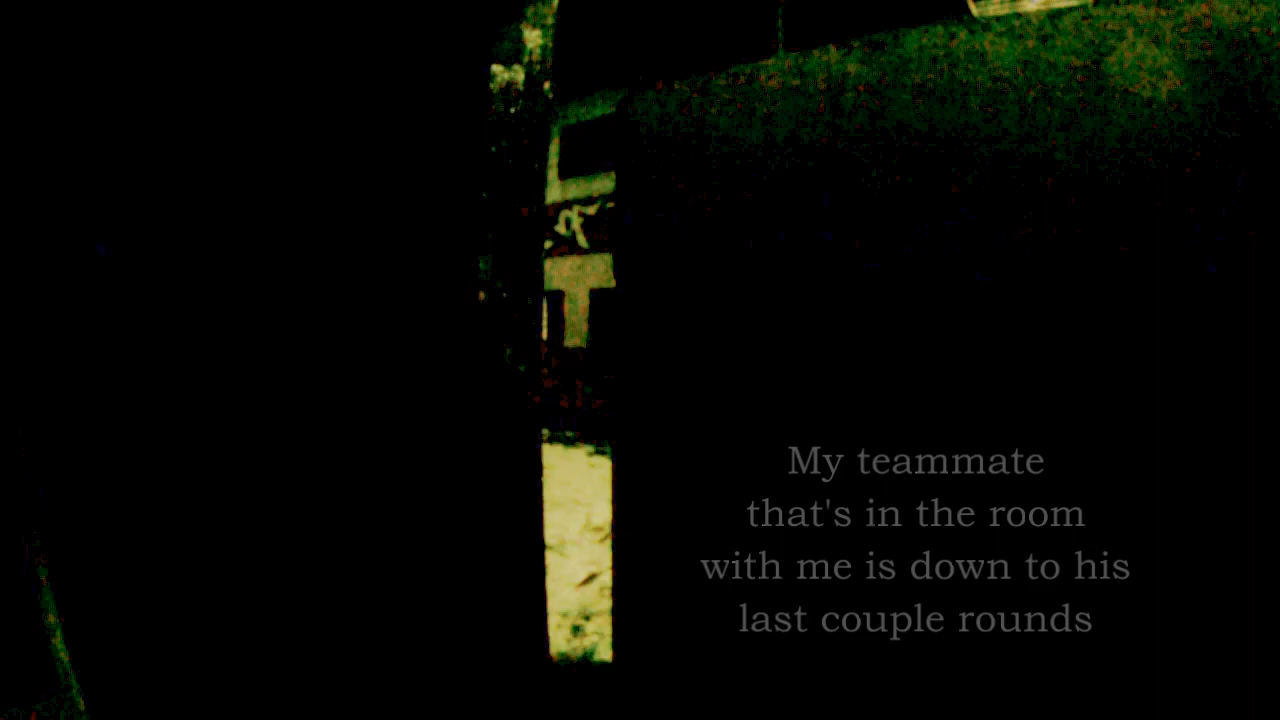 My teammate
that's in the room
with me is down to his
last couple rounds